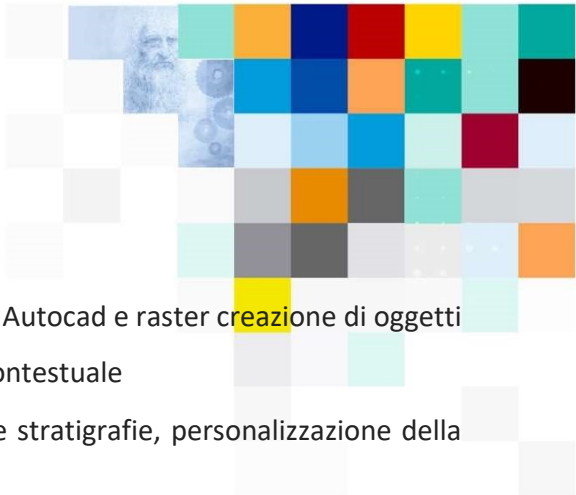 Autocad e raster creazione di oggetti
ontestuale
e stratigrafie, personalizzazione della